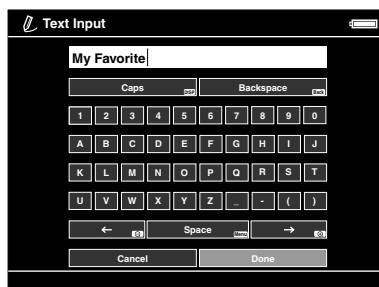 Text Input
My Favorite
Caps DISP Backspace Back
1 2 3 4 5 6 7 8 9 0
A B C D E F G H I J
K L M N O P Q R S T
U V W X Y Z _ - ( )
← Space Menu →
Cancel Done